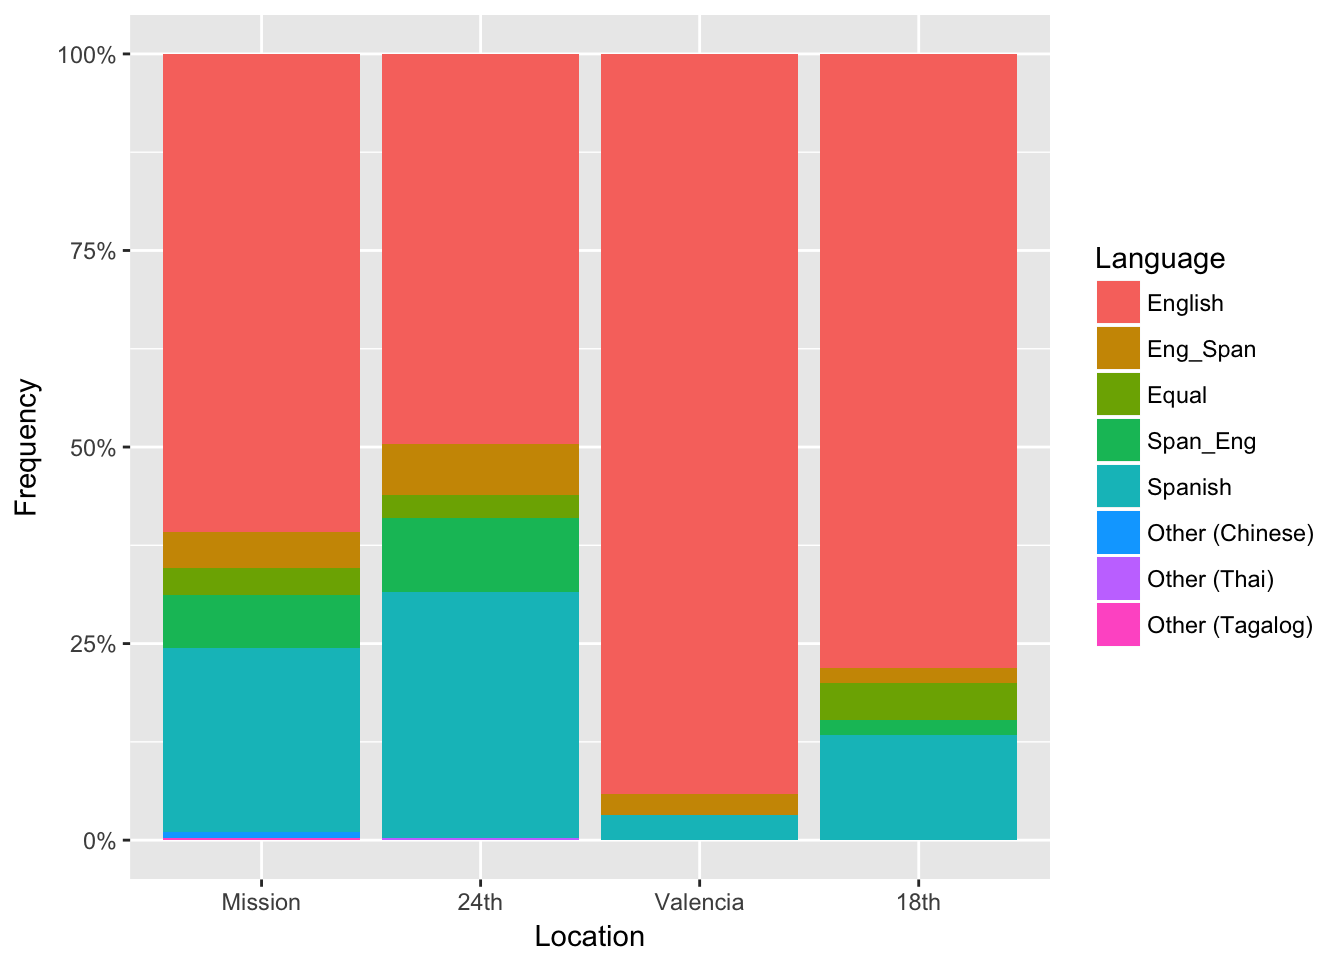 100%
75%
50%
25%
0%
Frequency
Mission
24th
Valencia
18th
Location
Language
English
Eng_Span
Equal
Span_Eng
Spanish
Other (Chinese)
Other (Thai)
Other (Tagalog)